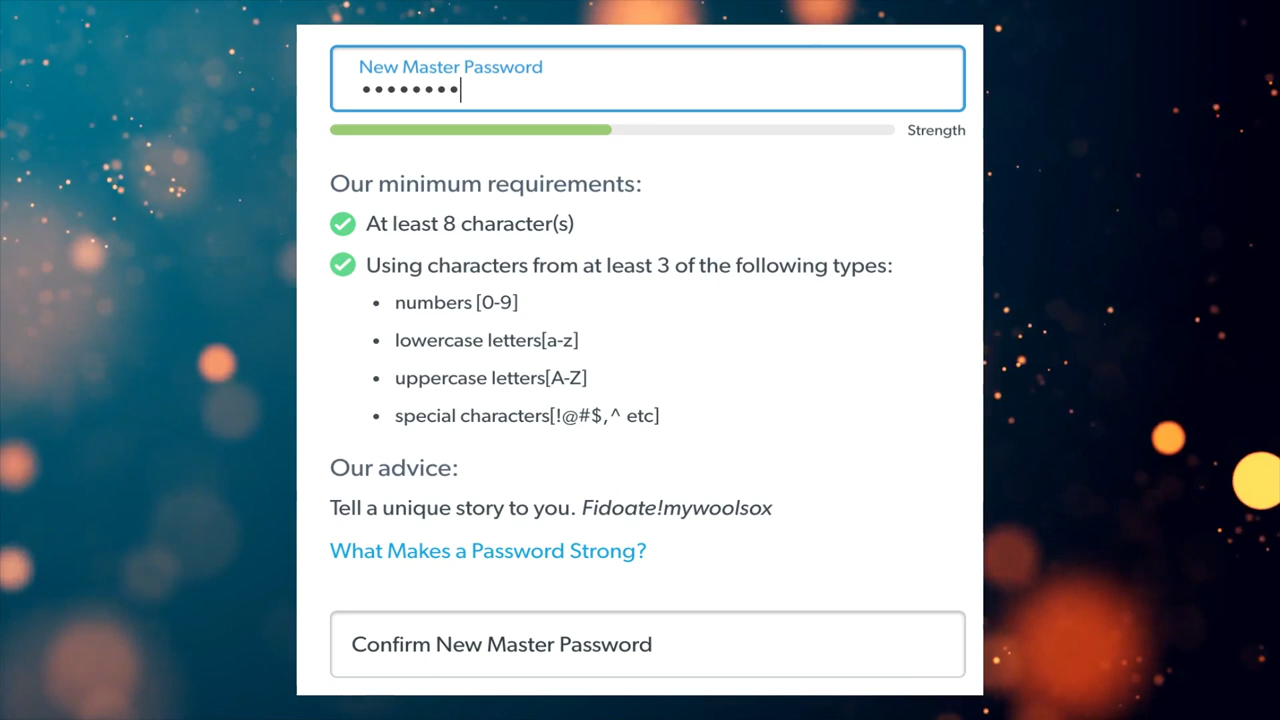 New Master Password
••••••••
Strength
Our minimum requirements:
At least 8 character(s)
Using characters from at least 3 of the following types:
• numbers [0-9]
• lowercase letters[a-z]
• uppercase letters[A-Z]
• special characters[!@#$,^ etc]
Our advice:
Tell a unique story to you. Fidoate!mywoolsox
What Makes a Password Strong?
Confirm New Master Password